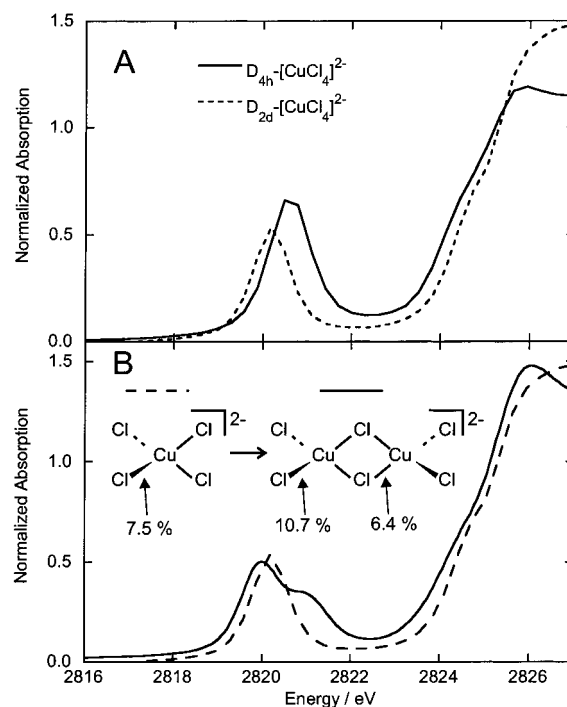 A
D4h-[CuCl4]2-
D2d-[CuCl4]2-
1.5
1.0
0.5
0.0
Normalized Absorption
B
2-
2-
Cl Cl Cl Cl Cl
Cu Cu Cu
Cl Cl Cl Cl Cl
7.5 % 10.7 % 6.4 %
1.5
1.0
0.5
0.0
Normalized Absorption
2816 2818 2820 2822 2824 2826
Energy / eV